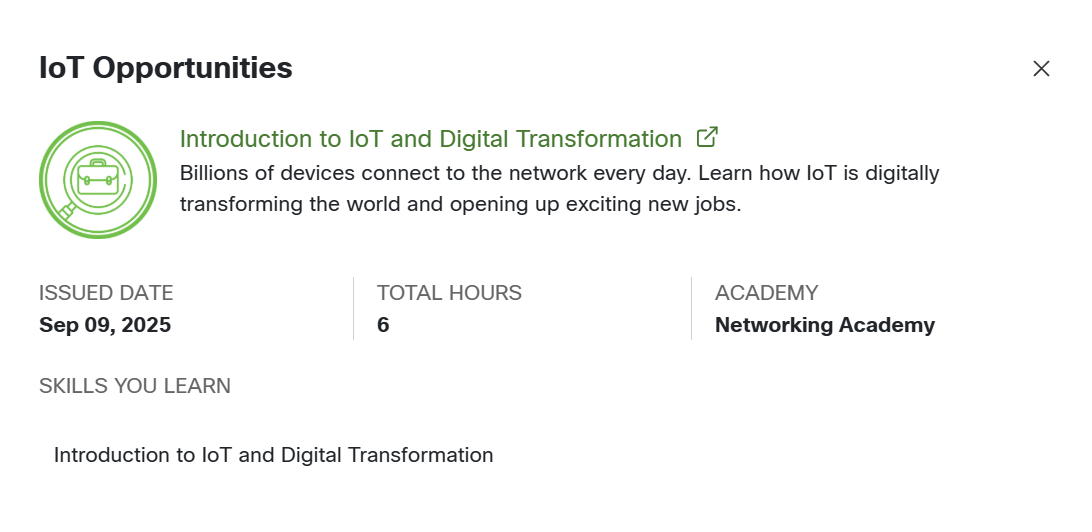 IoT Opportunities
Introduction to IoT and Digital Transformation
Billions of devices connect to the network every day. Learn how IoT is digitally
transforming the world and opening up exciting new jobs.
ISSUED DATE
Sep 09, 2025
TOTAL HOURS
6
ACADEMY
Networking Academy
SKILLS YOU LEARN
Introduction to IoT and Digital Transformation